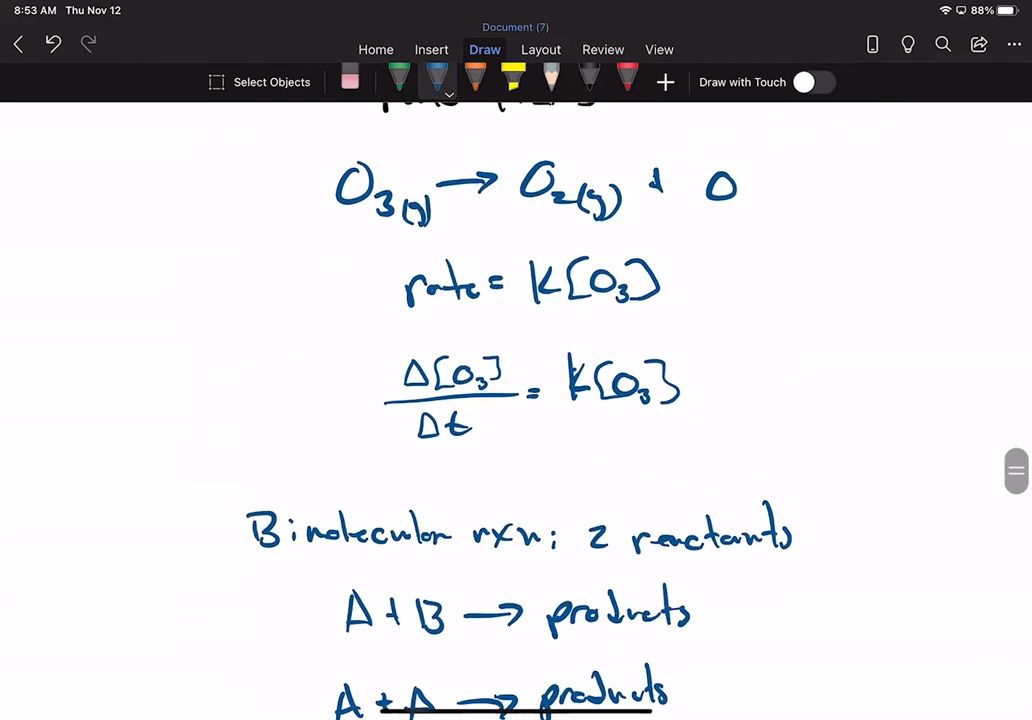 8:53 AM Thu Nov 12
88%
Document (7)
Home Insert Draw Layout Review View
Select Objects
Draw with Touch
O₃(g) → O₂(g) + O
rate = k[O₃]
Δ[O₃]
Δt
= k[O₃]
Bimolecular rxn; 2 reactants
A + B → products
A + A → products